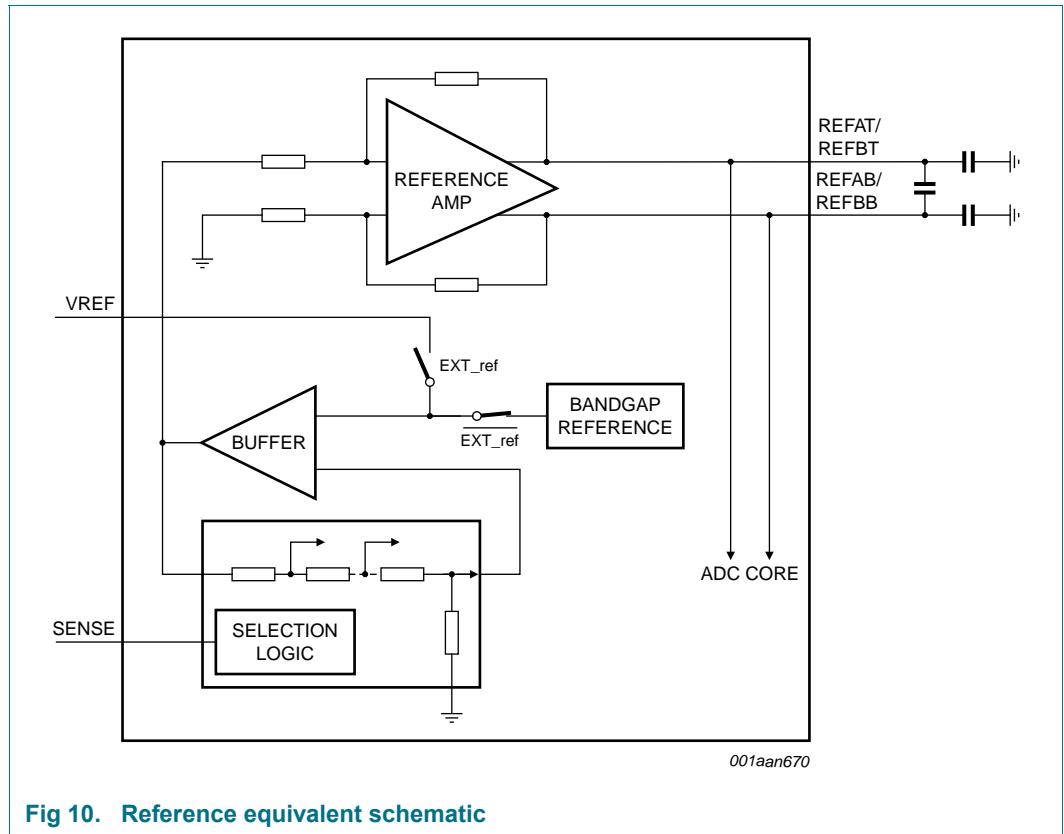 REFAT/
REFBT
REFERENCE
AMP
REFAB/
REFBB
VREF
EXT_ref
BANDGAP
REFERENCE
BUFFER
EXT_ref
ADC CORE
SENSE
SELECTION
LOGIC
001aan670
Fig 10. Reference equivalent schematic